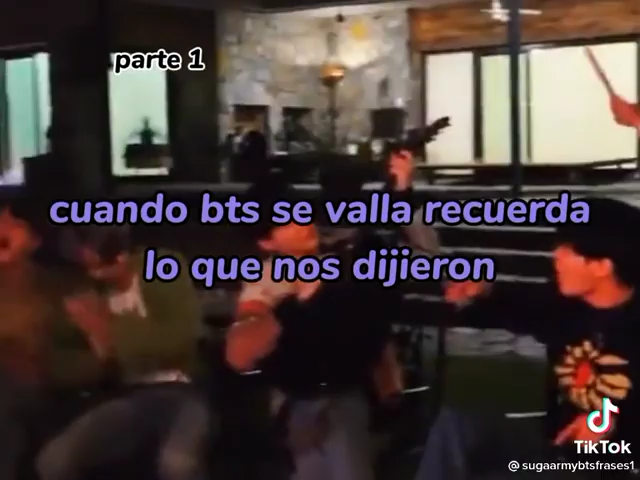 parte 1
cuando bts se valla recuerda
lo que nos dijieron
TikTok
@sugaarmybtsfrases1